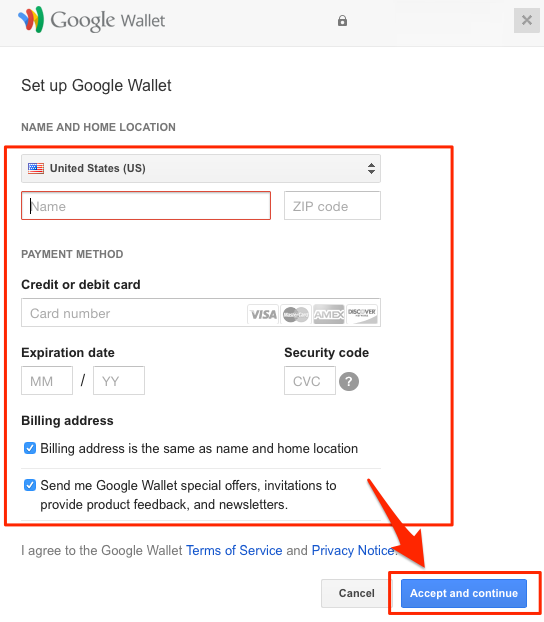 Google Wallet
Set up Google Wallet
NAME AND HOME LOCATION
United States (US)
Name ZIP code
PAYMENT METHOD
Credit or debit card
Card number VISA MasterCard AMEX DISCOVER
Expiration date Security code
MM / YY CVC ?
Billing address
Billing address is the same as name and home location
Send me Google Wallet special offers, invitations to
provide product feedback, and newsletters.
I agree to the Google Wallet Terms of Service and Privacy Notice.
Cancel Accept and continue